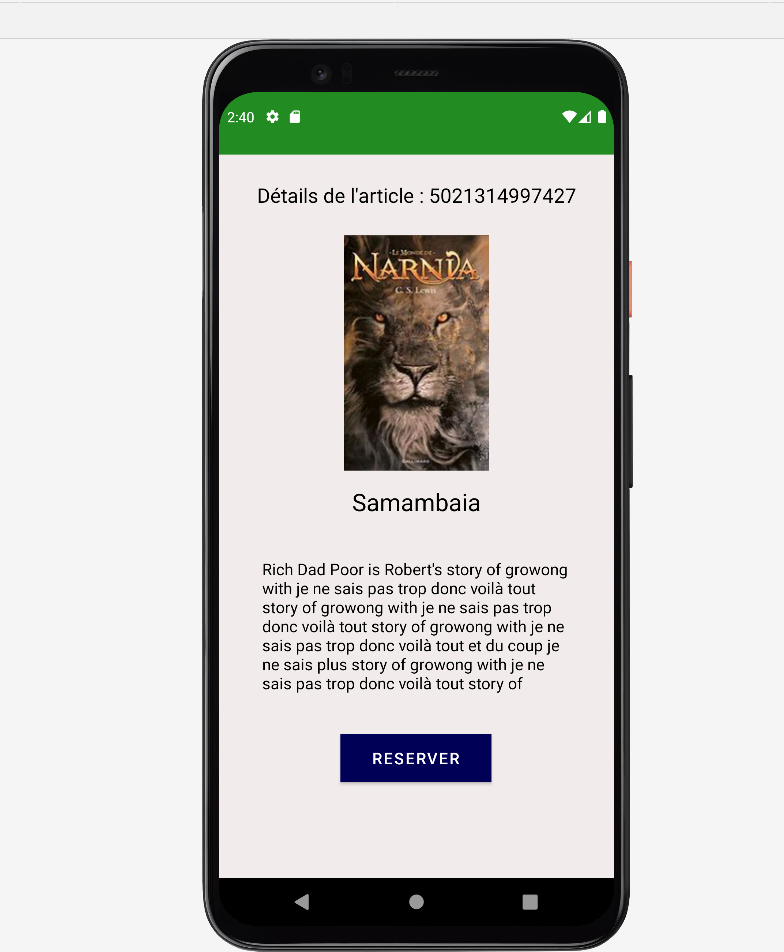 2:40
Détails de l'article : 5021314997427
- LE MONDE DE -
NARNIA
C. S. Lewis
GALLIMARD
Samambaia
Rich Dad Poor is Robert's story of growong
with je ne sais pas trop donc voilà tout
story of growong with je ne sais pas trop
donc voilà tout story of growong with je ne
sais pas trop donc voilà tout et du coup je
ne sais plus story of growong with je ne
sais pas trop donc voilà tout story of
RESERVER